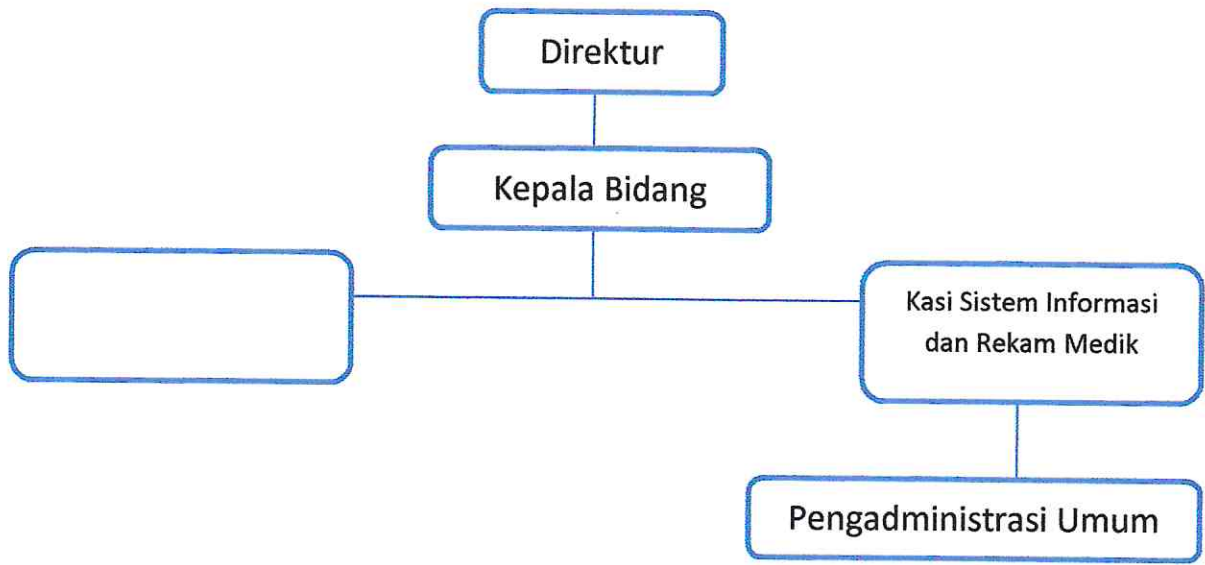 Direktur
Kepala Bidang
Kasi Sistem Informasi
dan Rekam Medik
Pengadministrasi Umum